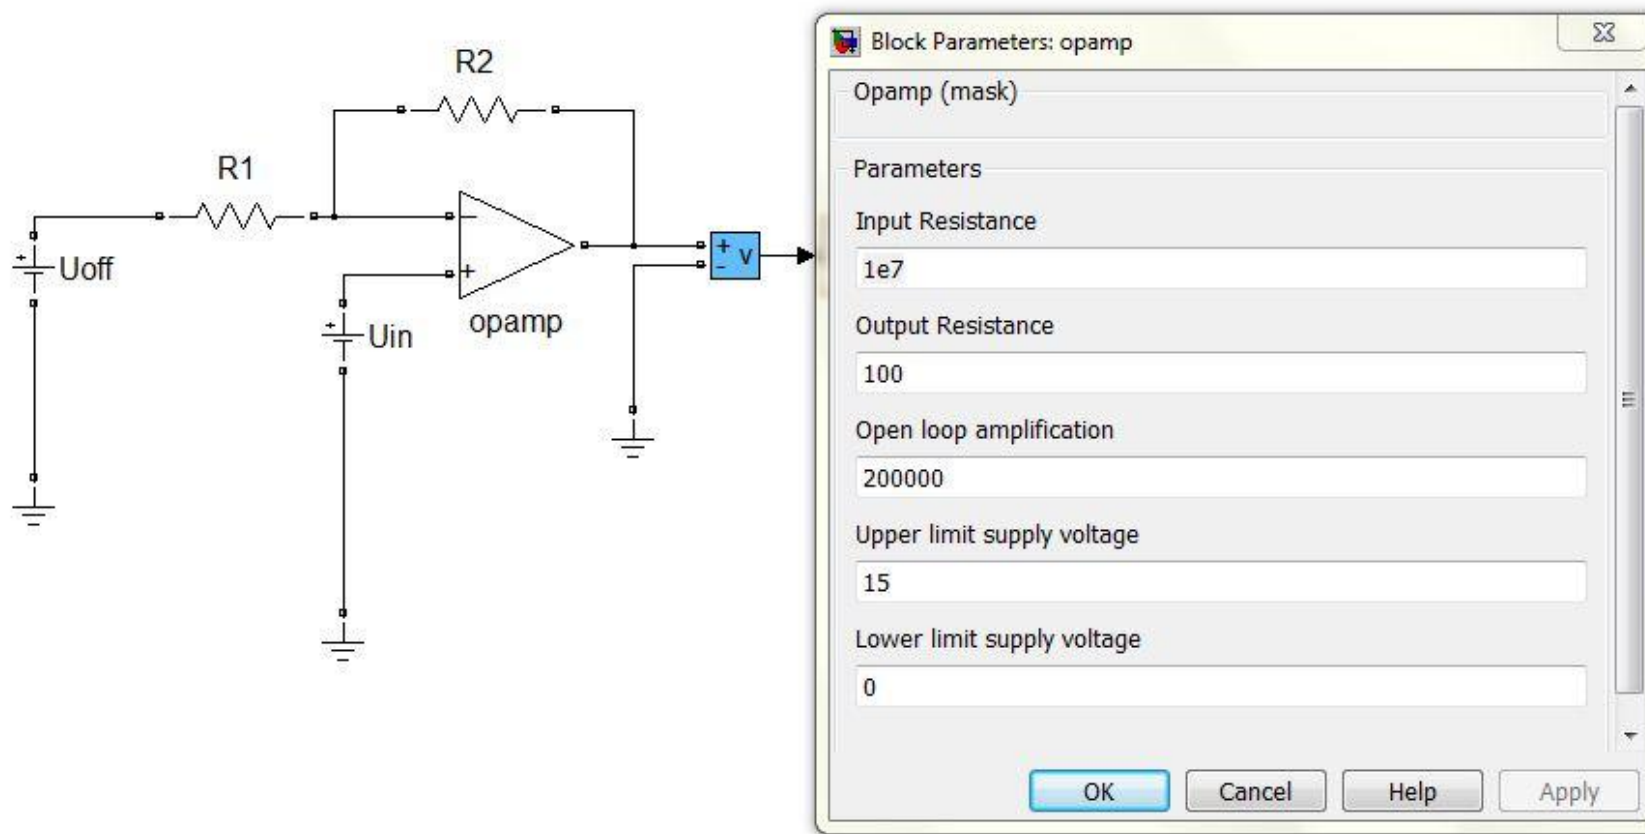 R2
R1
Uoff
Uin
opamp
+ v
-
Block Parameters: opamp
Opamp (mask)
Parameters
Input Resistance
1e7
Output Resistance
100
Open loop amplification
200000
Upper limit supply voltage
15
Lower limit supply voltage
0
OK Cancel Help Apply